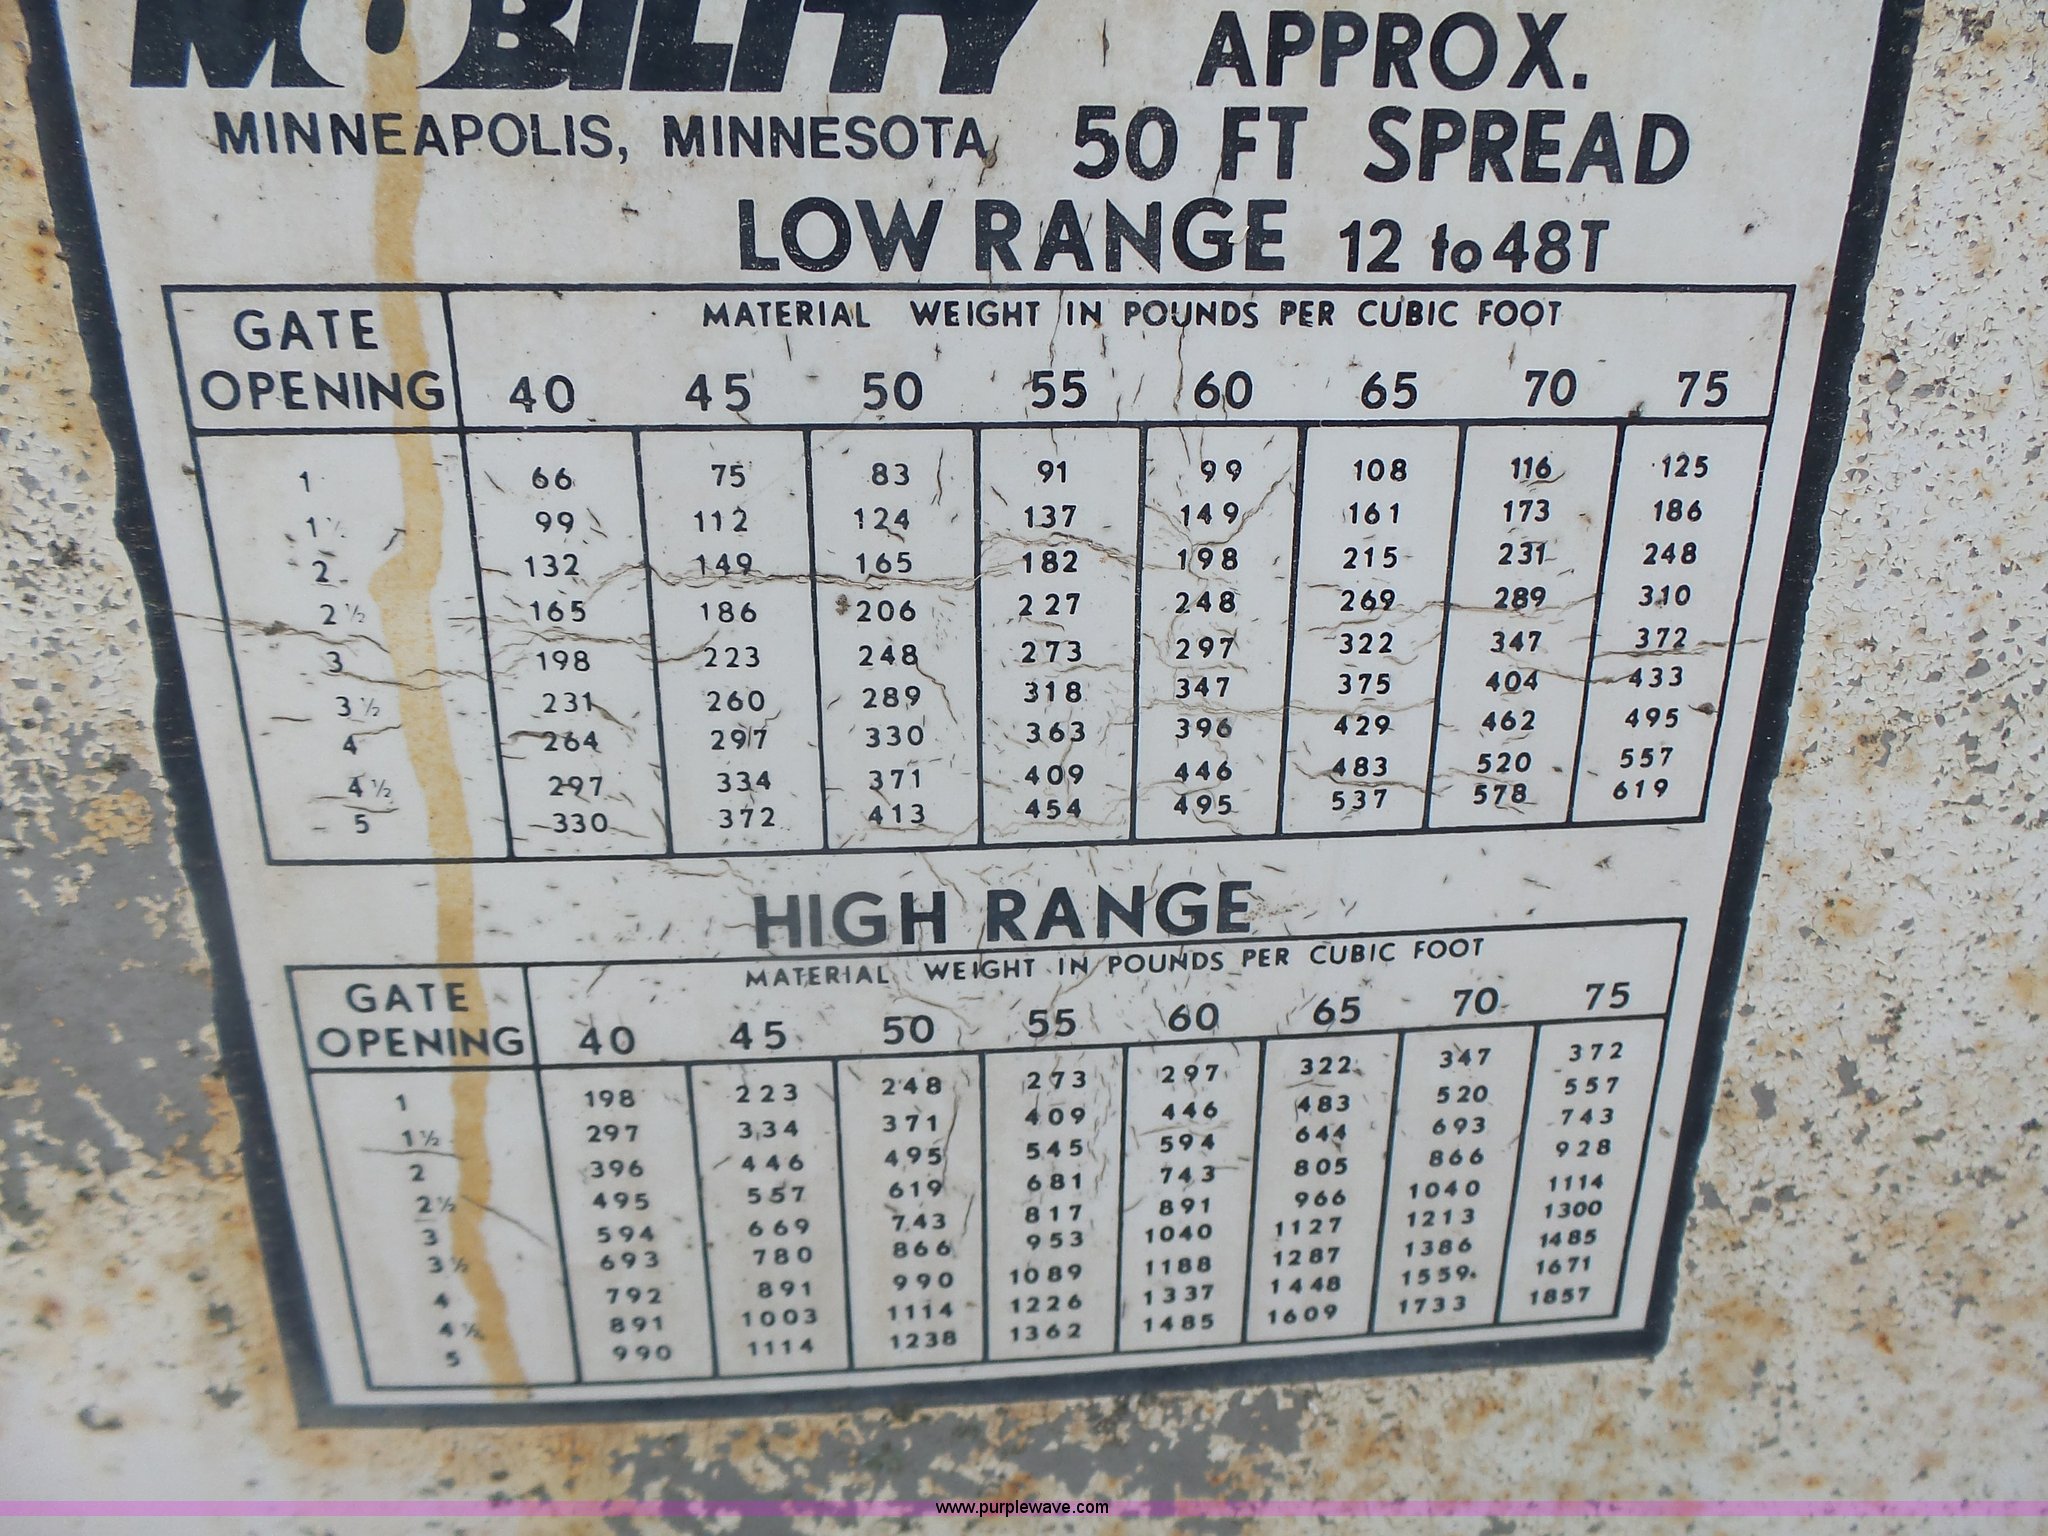 MOBILITY
APPROX.
MINNEAPOLIS, MINNESOTA
50 FT SPREAD
LOW RANGE 12 to 48T
GATE OPENING
MATERIAL WEIGHT IN POUNDS PER CUBIC FOOT
40 45 50 55 60 65 70 75
1 66 75 83 91 99 108 116 125
1½ 99 112 124 137 149 161 173 186
2 132 149 165 182 198 215 231 248
2½ 165 186 206 227 248 269 289 310
3 198 223 248 273 297 322 347 372
3½ 231 260 289 318 347 375 404 433
4 264 297 330 363 396 429 462 495
4½ 297 334 371 409 446 483 520 557
5 330 372 413 454 495 537 578 619
HIGH RANGE
GATE OPENING
MATERIAL WEIGHT IN POUNDS PER CUBIC FOOT
40 45 50 55 60 65 70 75
1 198 223 248 273 297 322 347 372
1½ 297 334 371 409 446 483 520 557
2 396 446 495 545 594 644 693 743
2½ 495 557 619 681 743 805 866 928
3 594 669 743 817 891 966 1040 1114
3½ 693 780 866 953 1040 1127 1213 1300
4 792 891 990 1089 1188 1287 1386 1485
4½ 891 1003 1114 1226 1337 1448 1559 1671
5 990 1114 1238 1362 1485 1609 1733 1857
www.purplewave.com